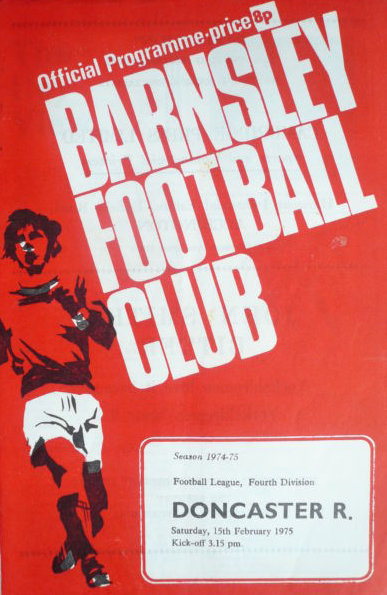 Official Programme·price 8p
BARNSLEY
FOOTBALL
CLUB
Season 1974-75
Football League, Fourth Division
DONCASTER R.
Saturday, 15th February 1975
Kick-off 3.15 pm